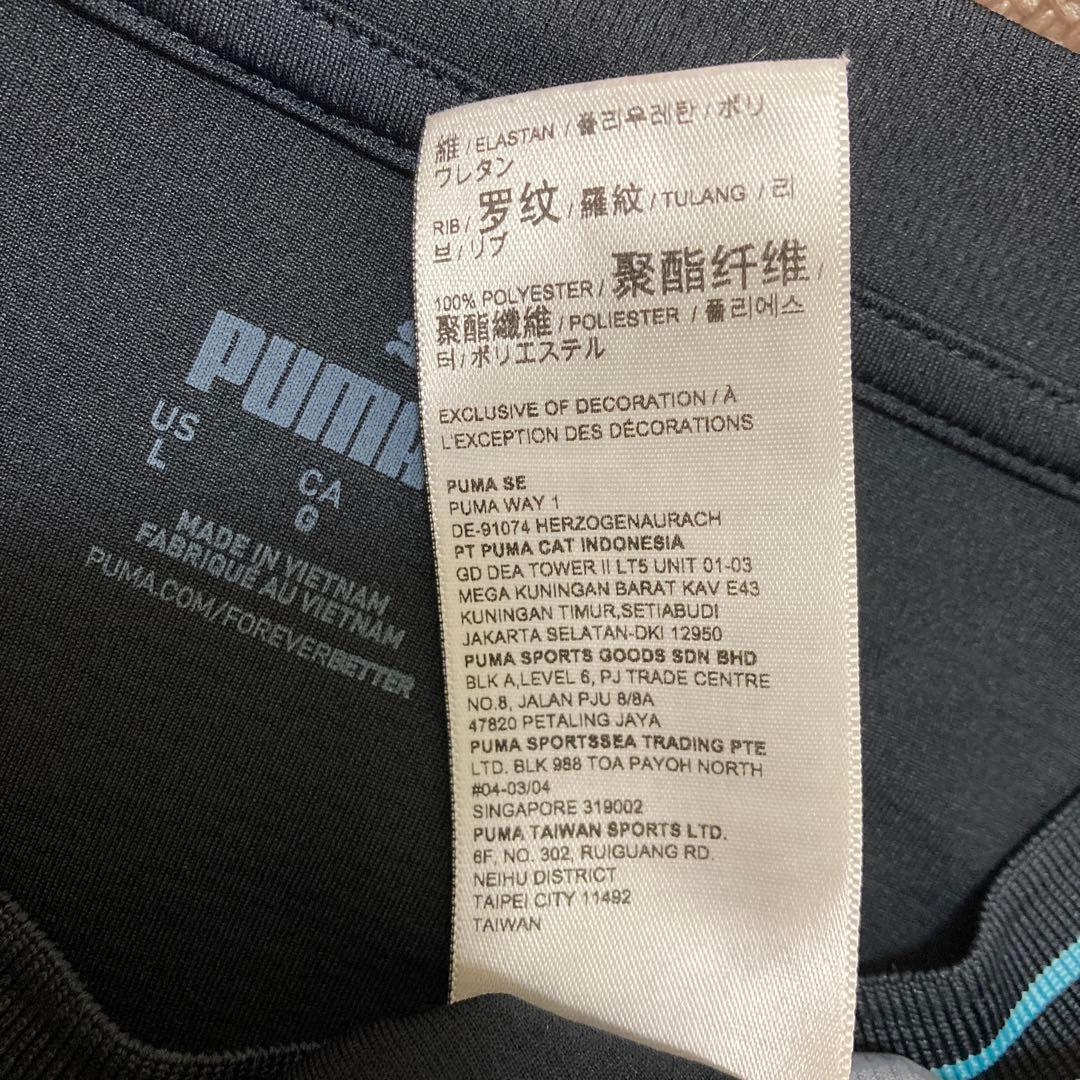 維 / ELASTAN / 폴리우레탄 / ポリ
ウレタン
RIB / 罗纹 / 羅紋 / TULANG / 리
브 / リブ
100% POLYESTER / 聚酯纤维 /
聚酯纖維 / POLIESTER / 폴리에스
터 / ポリエステル
EXCLUSIVE OF DECORATION / À
L'EXCEPTION DES DÉCORATIONS
PUMA SE
PUMA WAY 1
DE-91074 HERZOGENAURACH
PT PUMA CAT INDONESIA
GD DEA TOWER II LT5 UNIT 01-03
MEGA KUNINGAN BARAT KAV E43
KUNINGAN TIMUR,SETIABUDI
JAKARTA SELATAN-DKI 12950
PUMA SPORTS GOODS SDN BHD
BLK A,LEVEL 6, PJ TRADE CENTRE
NO.8, JALAN PJU 8/8A
47820 PETALING JAYA
PUMA SPORTSSEA TRADING PTE
LTD. BLK 988 TOA PAYOH NORTH
#04-03/04
SINGAPORE 319002
PUMA TAIWAN SPORTS LTD.
6F, NO. 302, RUIGUANG RD.
NEIHU DISTRICT
TAIPEI CITY 11492
TAIWAN
PUMA
US CA
L G
MADE IN VIETNAM
FABRIQUÉ AU VIETNAM
PUMA.COM/FOREVERBETTER